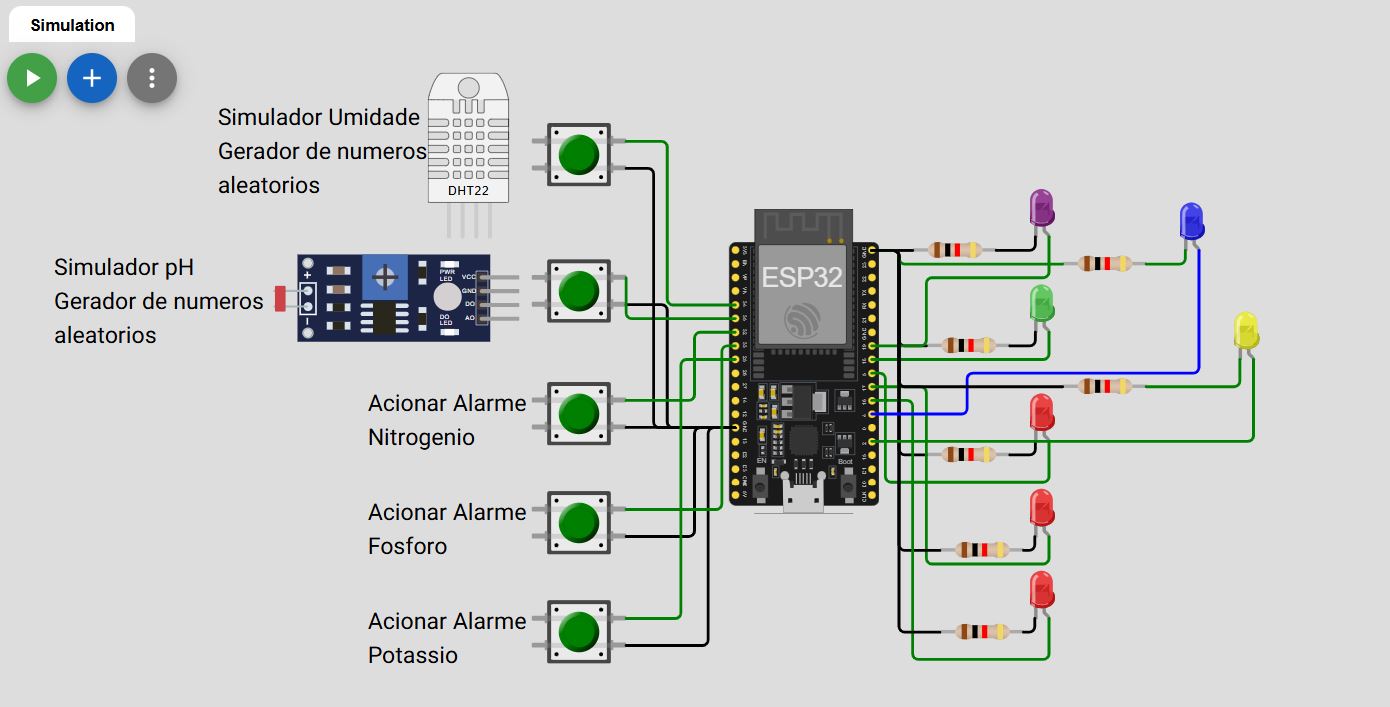 Simulation
Simulador Umidade
Gerador de numeros
aleatorios
DHT22
Simulador pH
Gerador de numeros
aleatorios
PWR
LED
DO
LED
VCC
GND
DO
AO
ESP32
EN
Boot
Acionar Alarme
Nitrogenio
Acionar Alarme
Fosforo
Acionar Alarme
Potassio